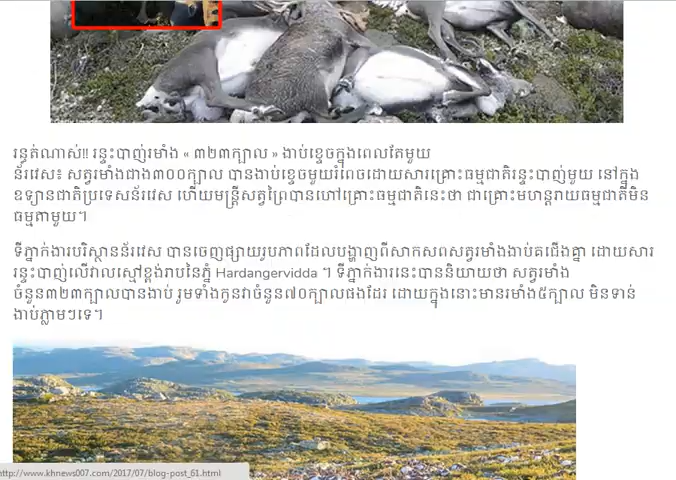 រន្ធត់ណាស់!! រន្ទះបាញ់រមាំង « ៣២៣ក្បាល » ងាប់ខ្ទេចក្នុងពេលតែមួយ
ន័រវេស៖ សត្វរមាំងជាង៣០០ក្បាល បានងាប់ខ្ទេចមួយរំពេចដោយសារគ្រោះធម្មជាតិរន្ទះបាញ់មួយ នៅក្នុង
ឧទ្យានជាតិប្រទេសន័រវេស ហើយមន្ត្រីសត្វព្រៃបានហៅគ្រោះធម្មជាតិនេះថា ជាគ្រោះមហន្តរាយធម្មជាតិមិន
ធម្មតាមួយ។
ទីភ្នាក់ងារបរិស្ថានន័រវេស បានចេញផ្សាយរូបភាពដែលបង្ហាញពីសាកសពសត្វរមាំងងាប់គរជើងគ្នា ដោយសារ
រន្ទះបាញ់លើវាលស្មៅខ្ពង់រាបនៃភ្នំ Hardangervidda ។ ទីភ្នាក់ងារនេះបាននិយាយថា សត្វរមាំង
ចំនួន៣២៣ក្បាលបានងាប់ រួមទាំងកូនវាចំនួន៧០ក្បាលផងដែរ ដោយក្នុងនោះមានរមាំង៥ក្បាល មិនទាន់
ងាប់ភ្លាមៗទេ។
http://www.khnews007.com/2017/07/blog-post_61.html